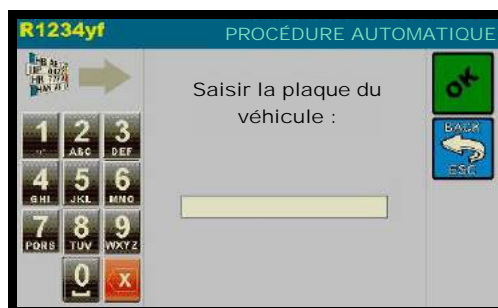 R1234yf
PROCÉDURE AUTOMATIQUE
Saisir la plaque du
véhicule :
OK
BACK
ESC
1 2 3
ABC DEF
4 5 6
GHI JKL MNO
7 8 9
PQRS TUV WXYZ
0 X